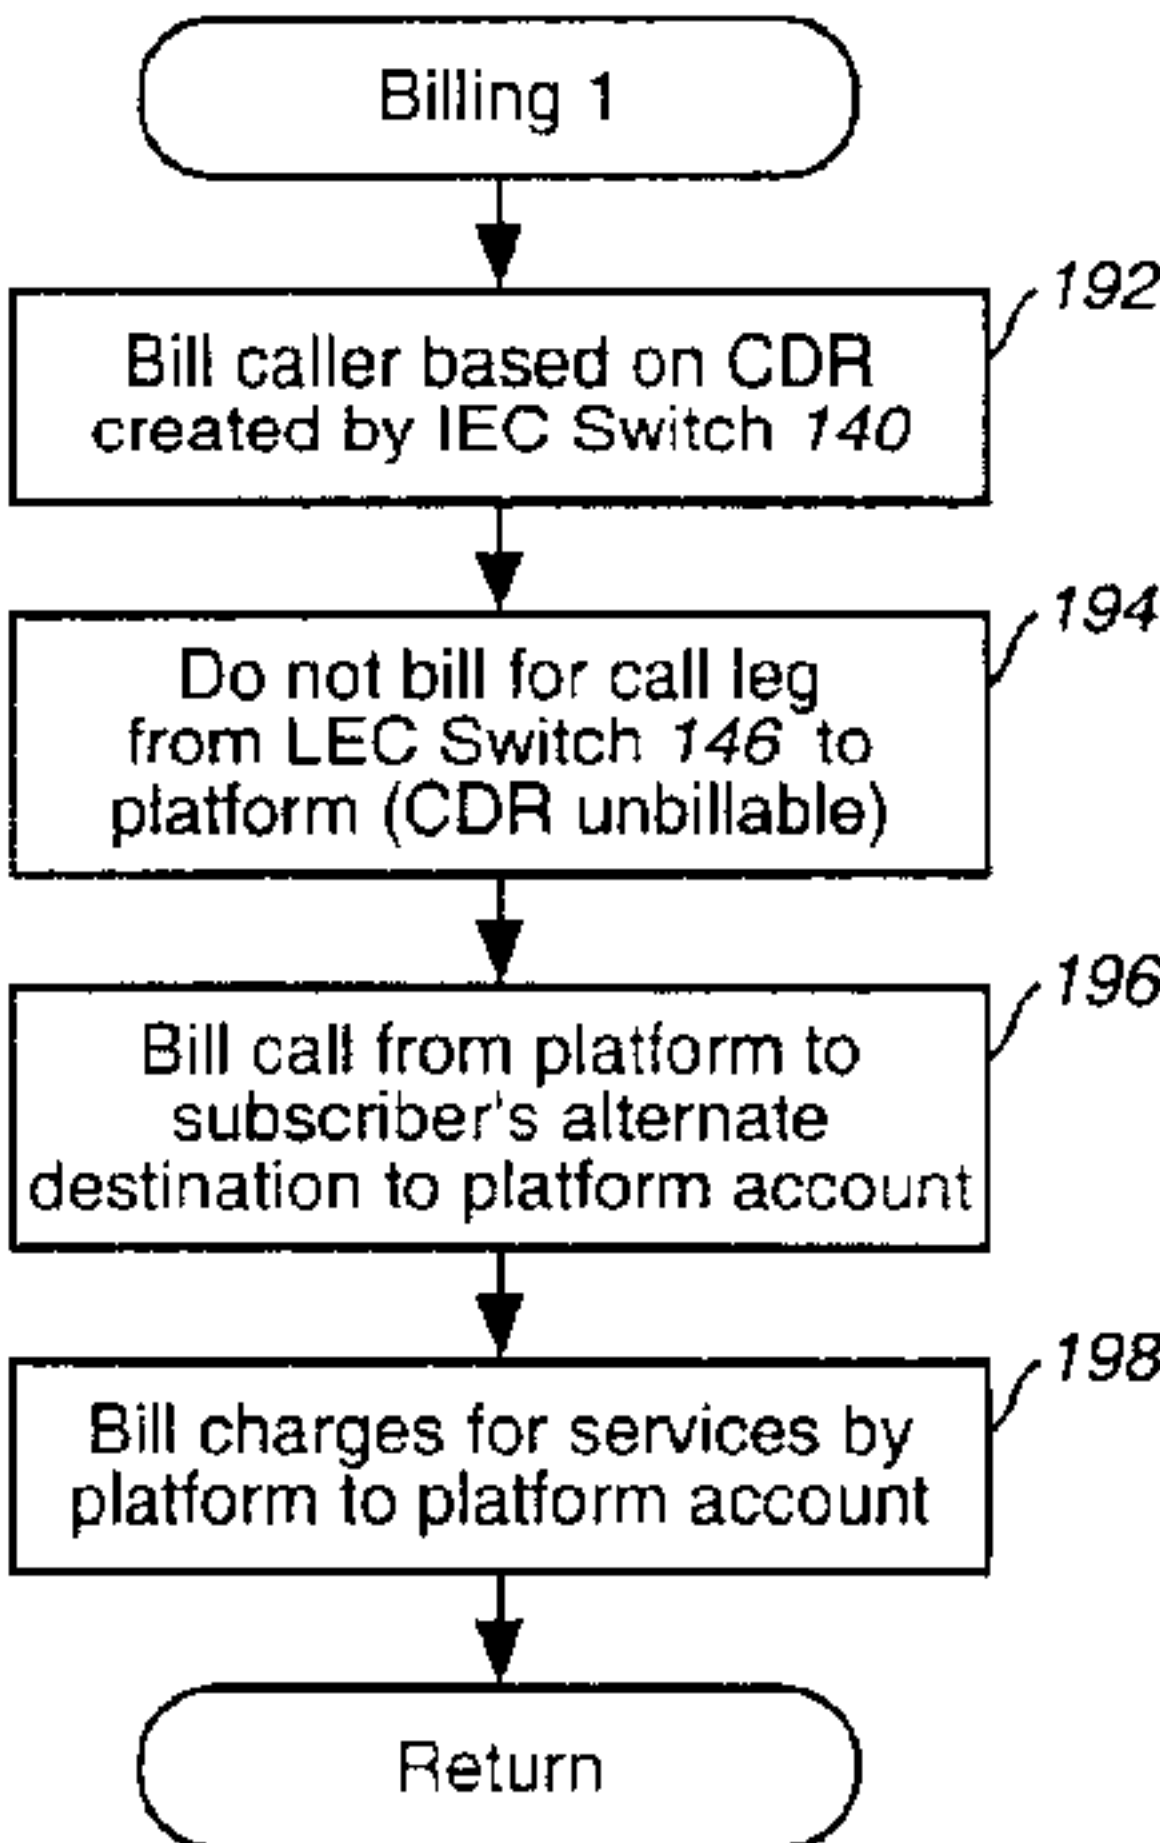 Billing 1
192
Bill caller based on CDR
created by IEC Switch 140
194
Do not bill for call leg
from LEC Switch 146 to
platform (CDR unbillable)
196
Bill call from platform to
subscriber's alternate
destination to platform account
198
Bill charges for services by
platform to platform account
Return